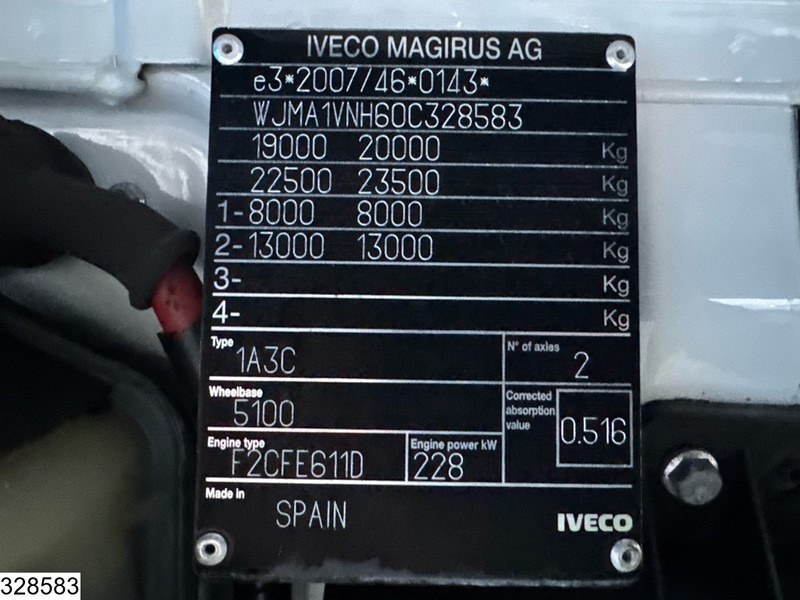 IVECO MAGIRUS AG
e3*2007/46*0143*
WJMA1VNH60C328583
19000 20000 Kg
22500 23500 Kg
1-8000 8000 Kg
2-13000 13000 Kg
3- Kg
4- Kg
Type 1A3C
N° of axles 2
Wheelbase 5100
Corrected
absorption
value
0.516
Engine type F2CFE611D
Engine power kW 228
Made in SPAIN
IVECO
328583